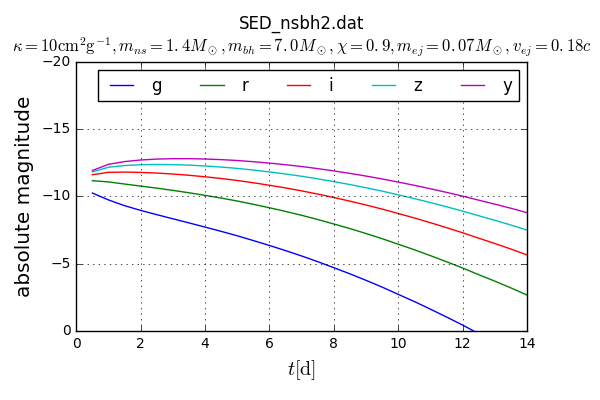 SED_nsbh2.dat
κ = 10cm²g⁻¹, m_ns = 1.4M_⊙, m_bh = 7.0M_⊙, χ = 0.9, m_ej = 0.07M_⊙, v_ej = 0.18c
−20
g r i z y
−15
−10
−5
0
absolute magnitude
0 2 4 6 8 10 12 14
t[d]